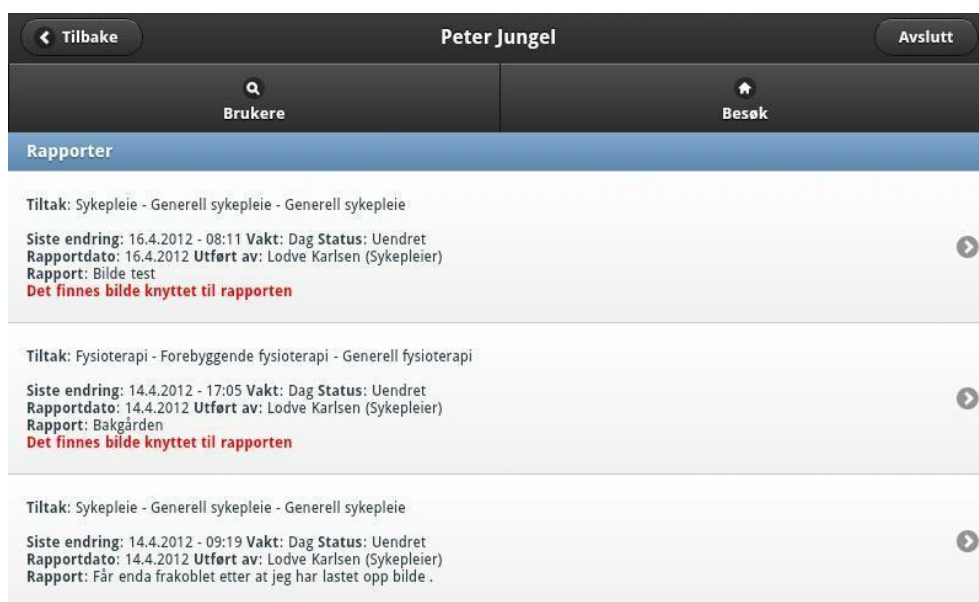 Tilbake
Peter Jungel
Avslutt
Brukere
Besøk
Rapporter
Tiltak: Sykepleie - Generell sykepleie - Generell sykepleie
Siste endring: 16.4.2012 - 08:11 Vakt: Dag Status: Uendret
Rapportdato: 16.4.2012 Utført av: Lodve Karlsen (Sykepleier)
Rapport: Bilde test
Det finnes bilde knyttet til rapporten
Tiltak: Fysioterapi - Forebyggende fysioterapi - Generell fysioterapi
Siste endring: 14.4.2012 - 17:05 Vakt: Dag Status: Uendret
Rapportdato: 14.4.2012 Utført av: Lodve Karlsen (Sykepleier)
Rapport: Bakgården
Det finnes bilde knyttet til rapporten
Tiltak: Sykepleie - Generell sykepleie - Generell sykepleie
Siste endring: 14.4.2012 - 09:19 Vakt: Dag Status: Uendret
Rapportdato: 14.4.2012 Utført av: Lodve Karlsen (Sykepleier)
Rapport: Får enda frakoblet etter at jeg har lastet opp bilde .